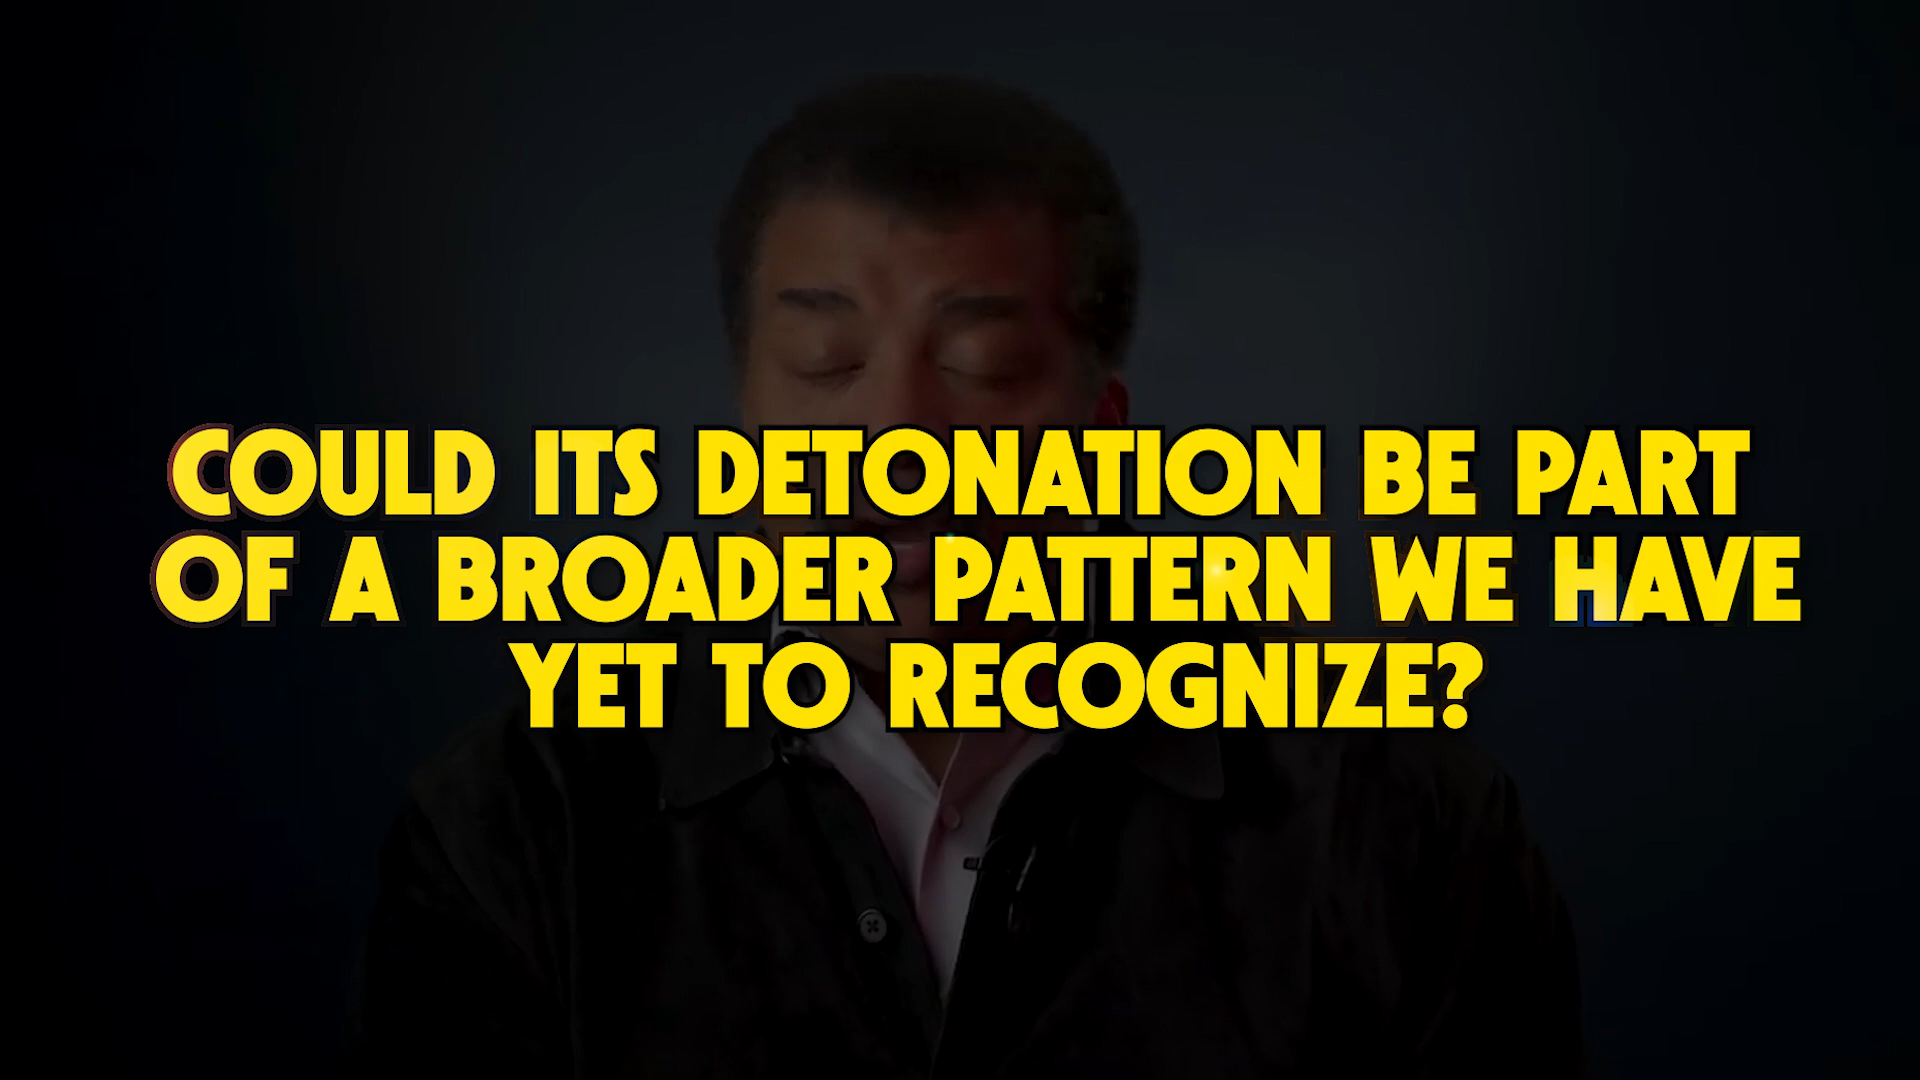 COULD ITS DETONATION BE PART
OF A BROADER PATTERN WE HAVE
YET TO RECOGNIZE?